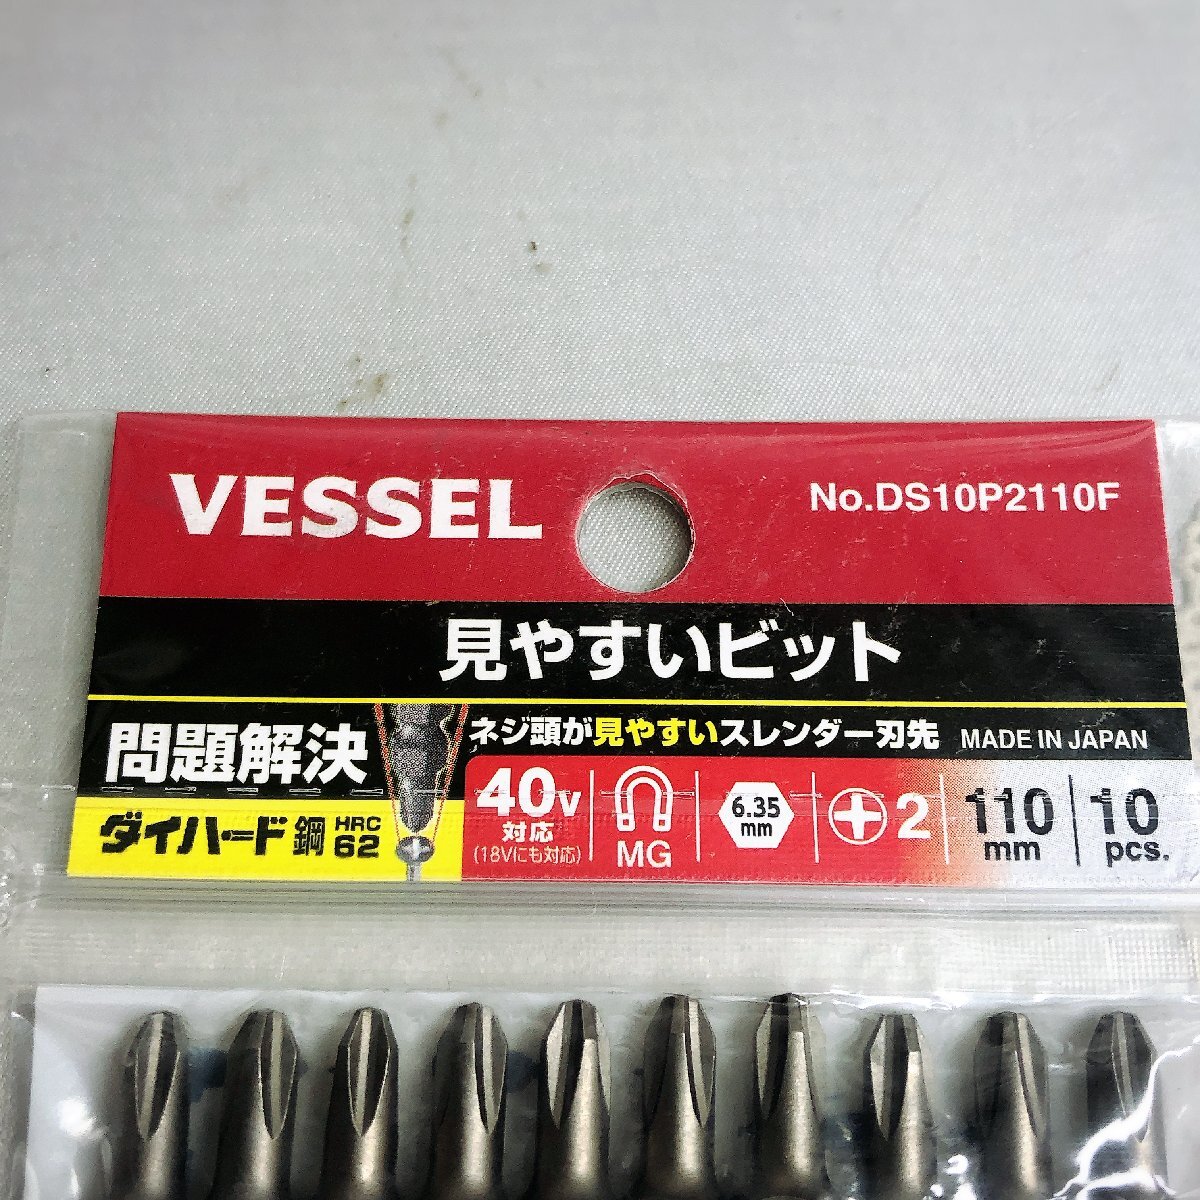 VESSEL
No.DS10P2110F
見やすいビット
問題解決
ネジ頭が見やすいスレンダー刃先 MADE IN JAPAN
ダイハード鋼 HRC 62
40V
対応
(18Vにも対応)
MG
6.35
mm
2
110
mm
10
pcs.